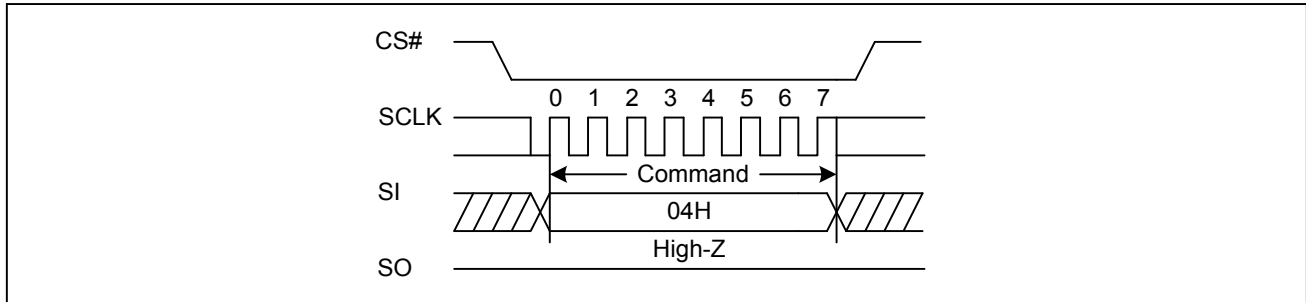 CS#
0 1 2 3 4 5 6 7
SCLK
Command
SI
04H
High-Z
SO